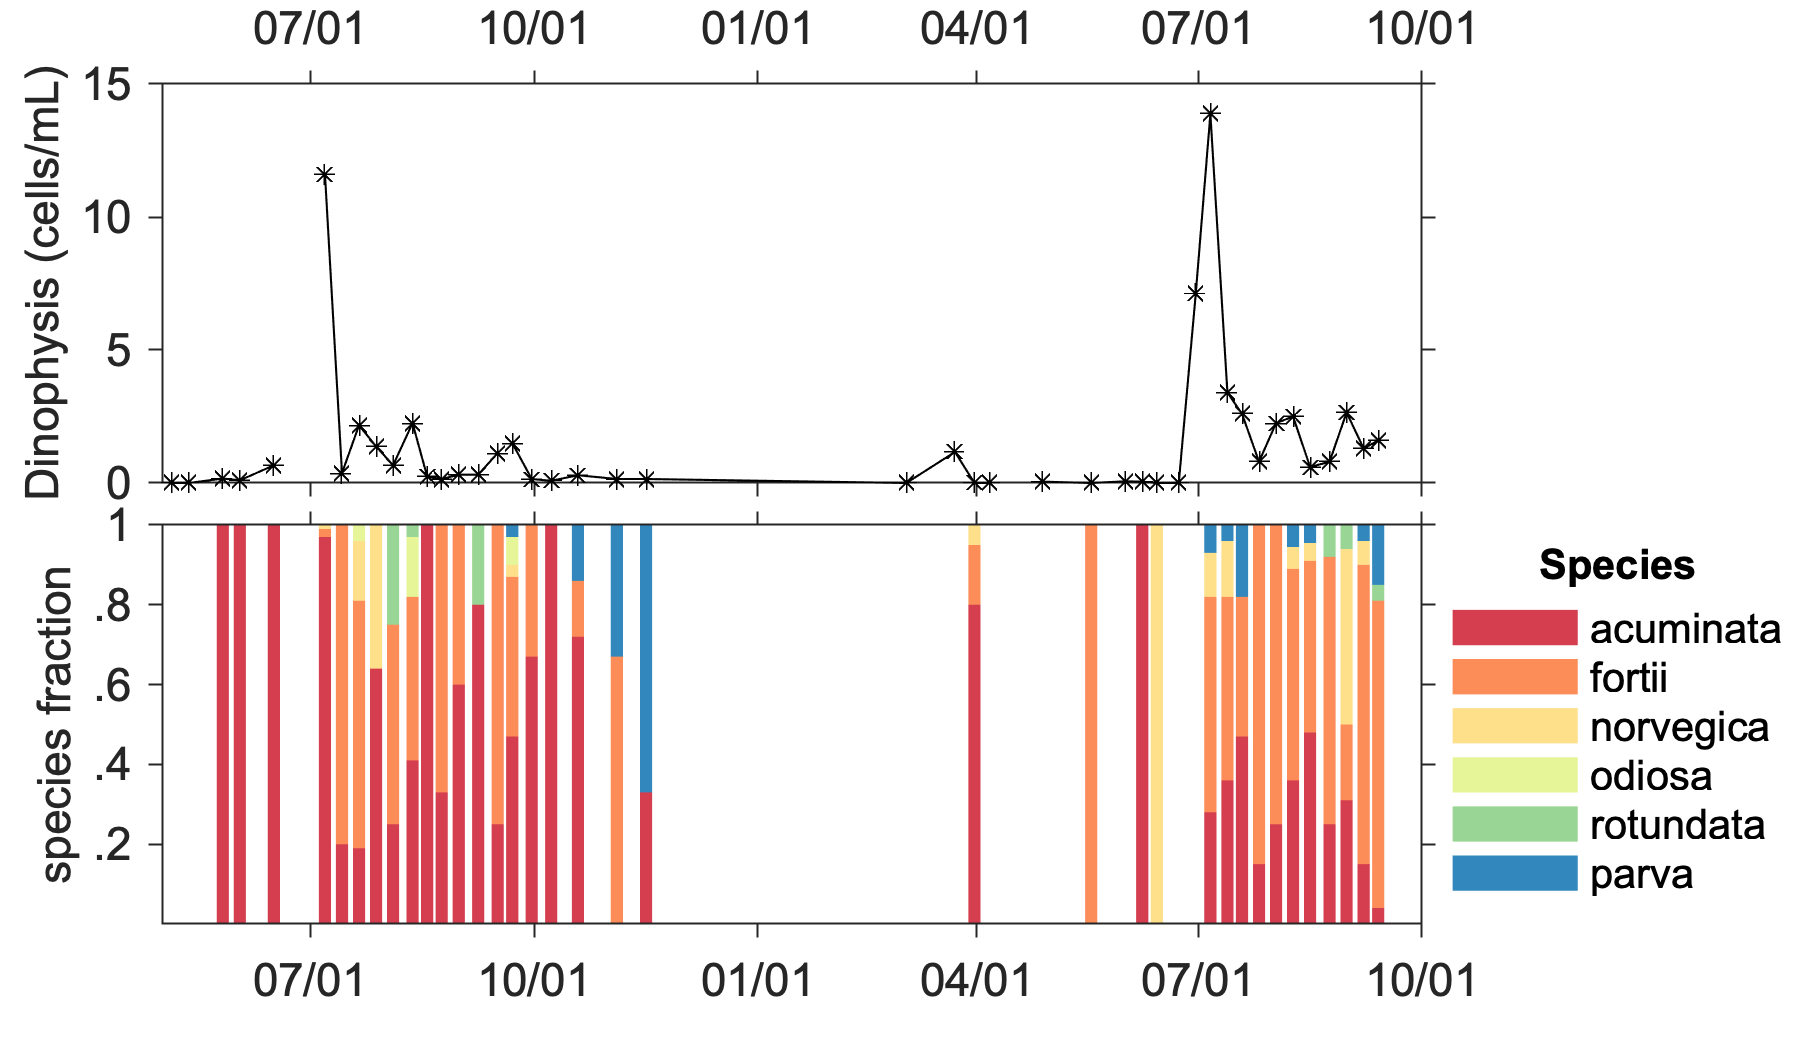 07/01 10/01 01/01 04/01 07/01 10/01
15
10
5
0
Dinophysis (cells/mL)
1
.8
.6
.4
.2
species fraction
07/01 10/01 01/01 04/01 07/01 10/01
Species
acuminata
fortii
norvegica
odiosa
rotundata
parva